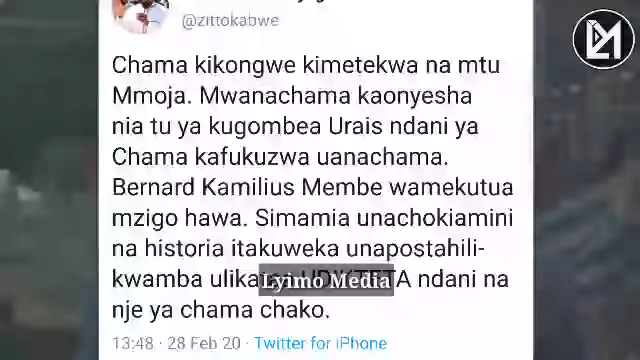 @zittokabwe
Chama kikongwe kimetekwa na mtu
Mmoja. Mwanachama kaonyesha
nia tu ya kugombea Urais ndani ya
Chama kafukuzwa uanachama.
Bernard Kamilius Membe wamekutua
mzigo hawa. Simamia unachokiamini
na historia itakuweka unapostahili-
kwamba ndani na
Lyimo Media
nje ya chama chako.
13:48 - 28 Feb 20 - Twitter for iPhone